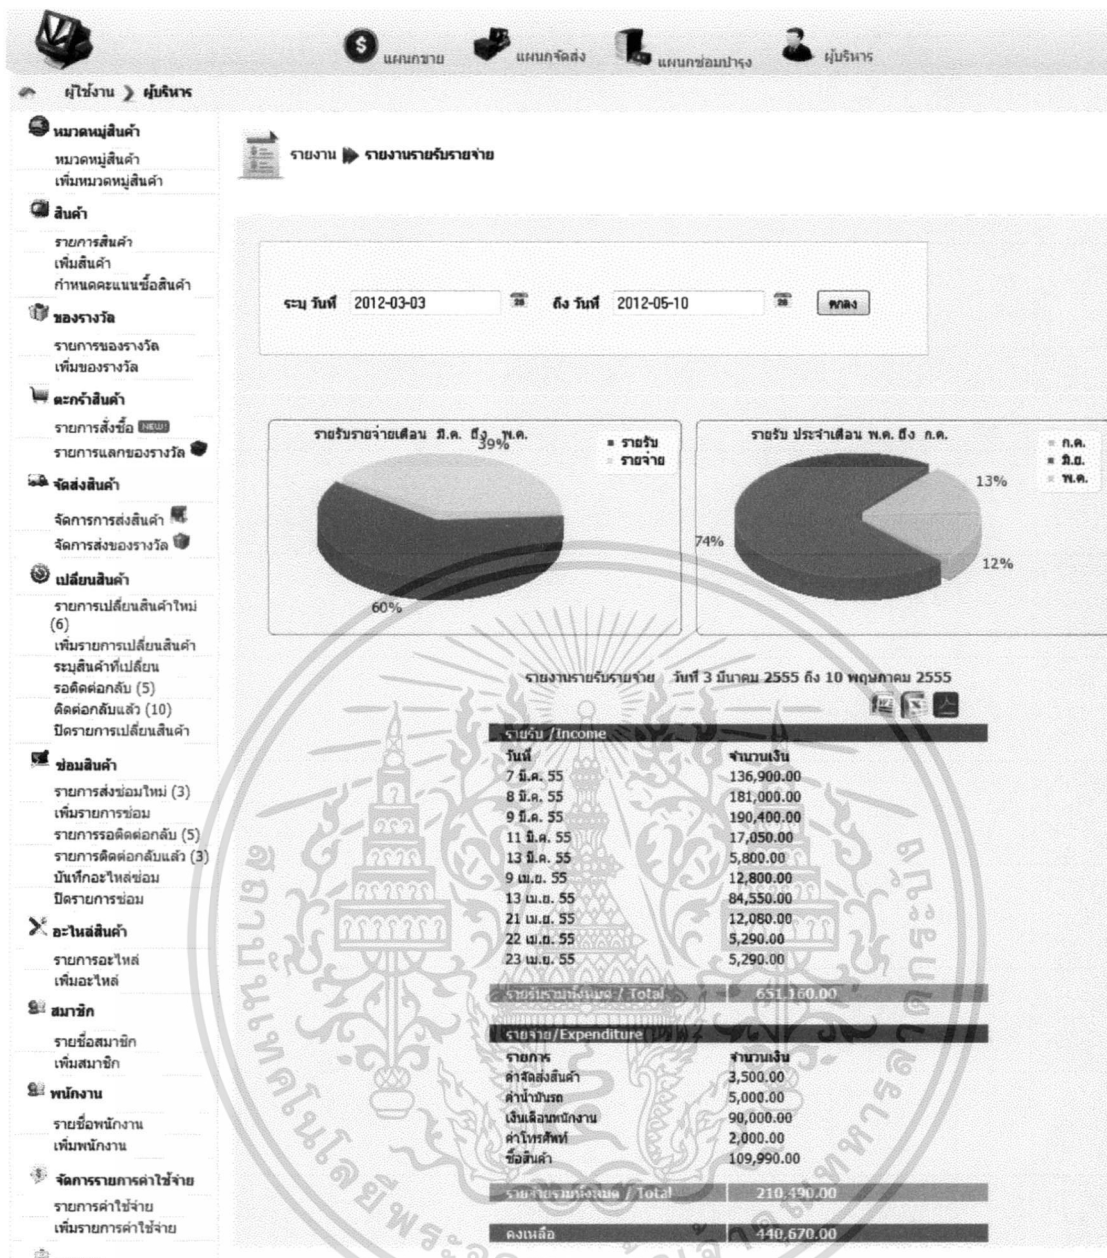 แผนกขาย
แผนกจัดส่ง
แผนกซ่อมบำรุง
ผู้บริหาร
ผู้ใช้งาน ผู้บริหาร
หมวดหมู่สินค้า
หมวดหมู่สินค้า
เพิ่มหมวดหมู่สินค้า
สินค้า
รายการสินค้า
เพิ่มสินค้า
กำหนดคะแนนซื้อสินค้า
ของรางวัล
รายการของรางวัล
เพิ่มของรางวัล
ตะกร้าสินค้า
รายการสั่งซื้อ NEW!
รายการแลกของรางวัล
จัดส่งสินค้า
จัดการการส่งสินค้า
จัดการส่งของรางวัล
เปลี่ยนสินค้า
รายการเปลี่ยนสินค้าใหม่
(6)
เพิ่มรายการเปลี่ยนสินค้า
ระบุสินค้าที่เปลี่ยน
รอติดต่อกลับ (5)
ติดต่อกลับแล้ว (10)
ปิดรายการเปลี่ยนสินค้า
ซ่อมสินค้า
รายการส่งซ่อมใหม่ (3)
เพิ่มรายการซ่อม
รายการรอติดต่อกลับ (5)
รายการติดต่อกลับแล้ว (3)
บันทึกอะไหล่ซ่อม
ปิดรายการซ่อม
อะไหล่สินค้า
รายการอะไหล่
เพิ่มอะไหล่
สมาชิก
รายชื่อสมาชิก
เพิ่มสมาชิก
พนักงาน
รายชื่อพนักงาน
เพิ่มพนักงาน
จัดการรายการค่าใช้จ่าย
รายการค่าใช้จ่าย
เพิ่มรายการค่าใช้จ่าย
รายงาน รายงานรายรับรายจ่าย
ระบุ วันที่ 2012-03-03 ถึง วันที่ 2012-05-10 ตกลง
รายรับรายจ่ายเดือน มี.ค. ถึง พ.ค.
39%
รายรับ
รายจ่าย
60%
รายรับ ประจำเดือน พ.ค. ถึง ก.ค.
ก.ค.
มิ.ย.
พ.ค.
13%
74%
12%
รายงานรายรับรายจ่าย วันที่ 3 มีนาคม 2555 ถึง 10 พฤษภาคม 2555
รายรับ /Income
วันที่ จำนวนเงิน
7 มี.ค. 55 136,900.00
8 มี.ค. 55 181,000.00
9 มี.ค. 55 190,400.00
11 มี.ค. 55 17,050.00
13 มี.ค. 55 5,800.00
9 เม.ย. 55 12,800.00
13 เม.ย. 55 84,550.00
21 เม.ย. 55 12,080.00
22 เม.ย. 55 5,290.00
23 เม.ย. 55 5,290.00
รายรับรวมทั้งหมด / Total 651,160.00
รายจ่าย/Expenditure
รายการ จำนวนเงิน
ค่าจัดส่งสินค้า 3,500.00
ค่าน้ำมันรถ 5,000.00
เงินเดือนพนักงาน 90,000.00
ค่าโทรศัพท์ 2,000.00
ซื้อสินค้า 109,990.00
รายจ่ายรวมทั้งหมด / Total 210,490.00
คงเหลือ 440,670.00